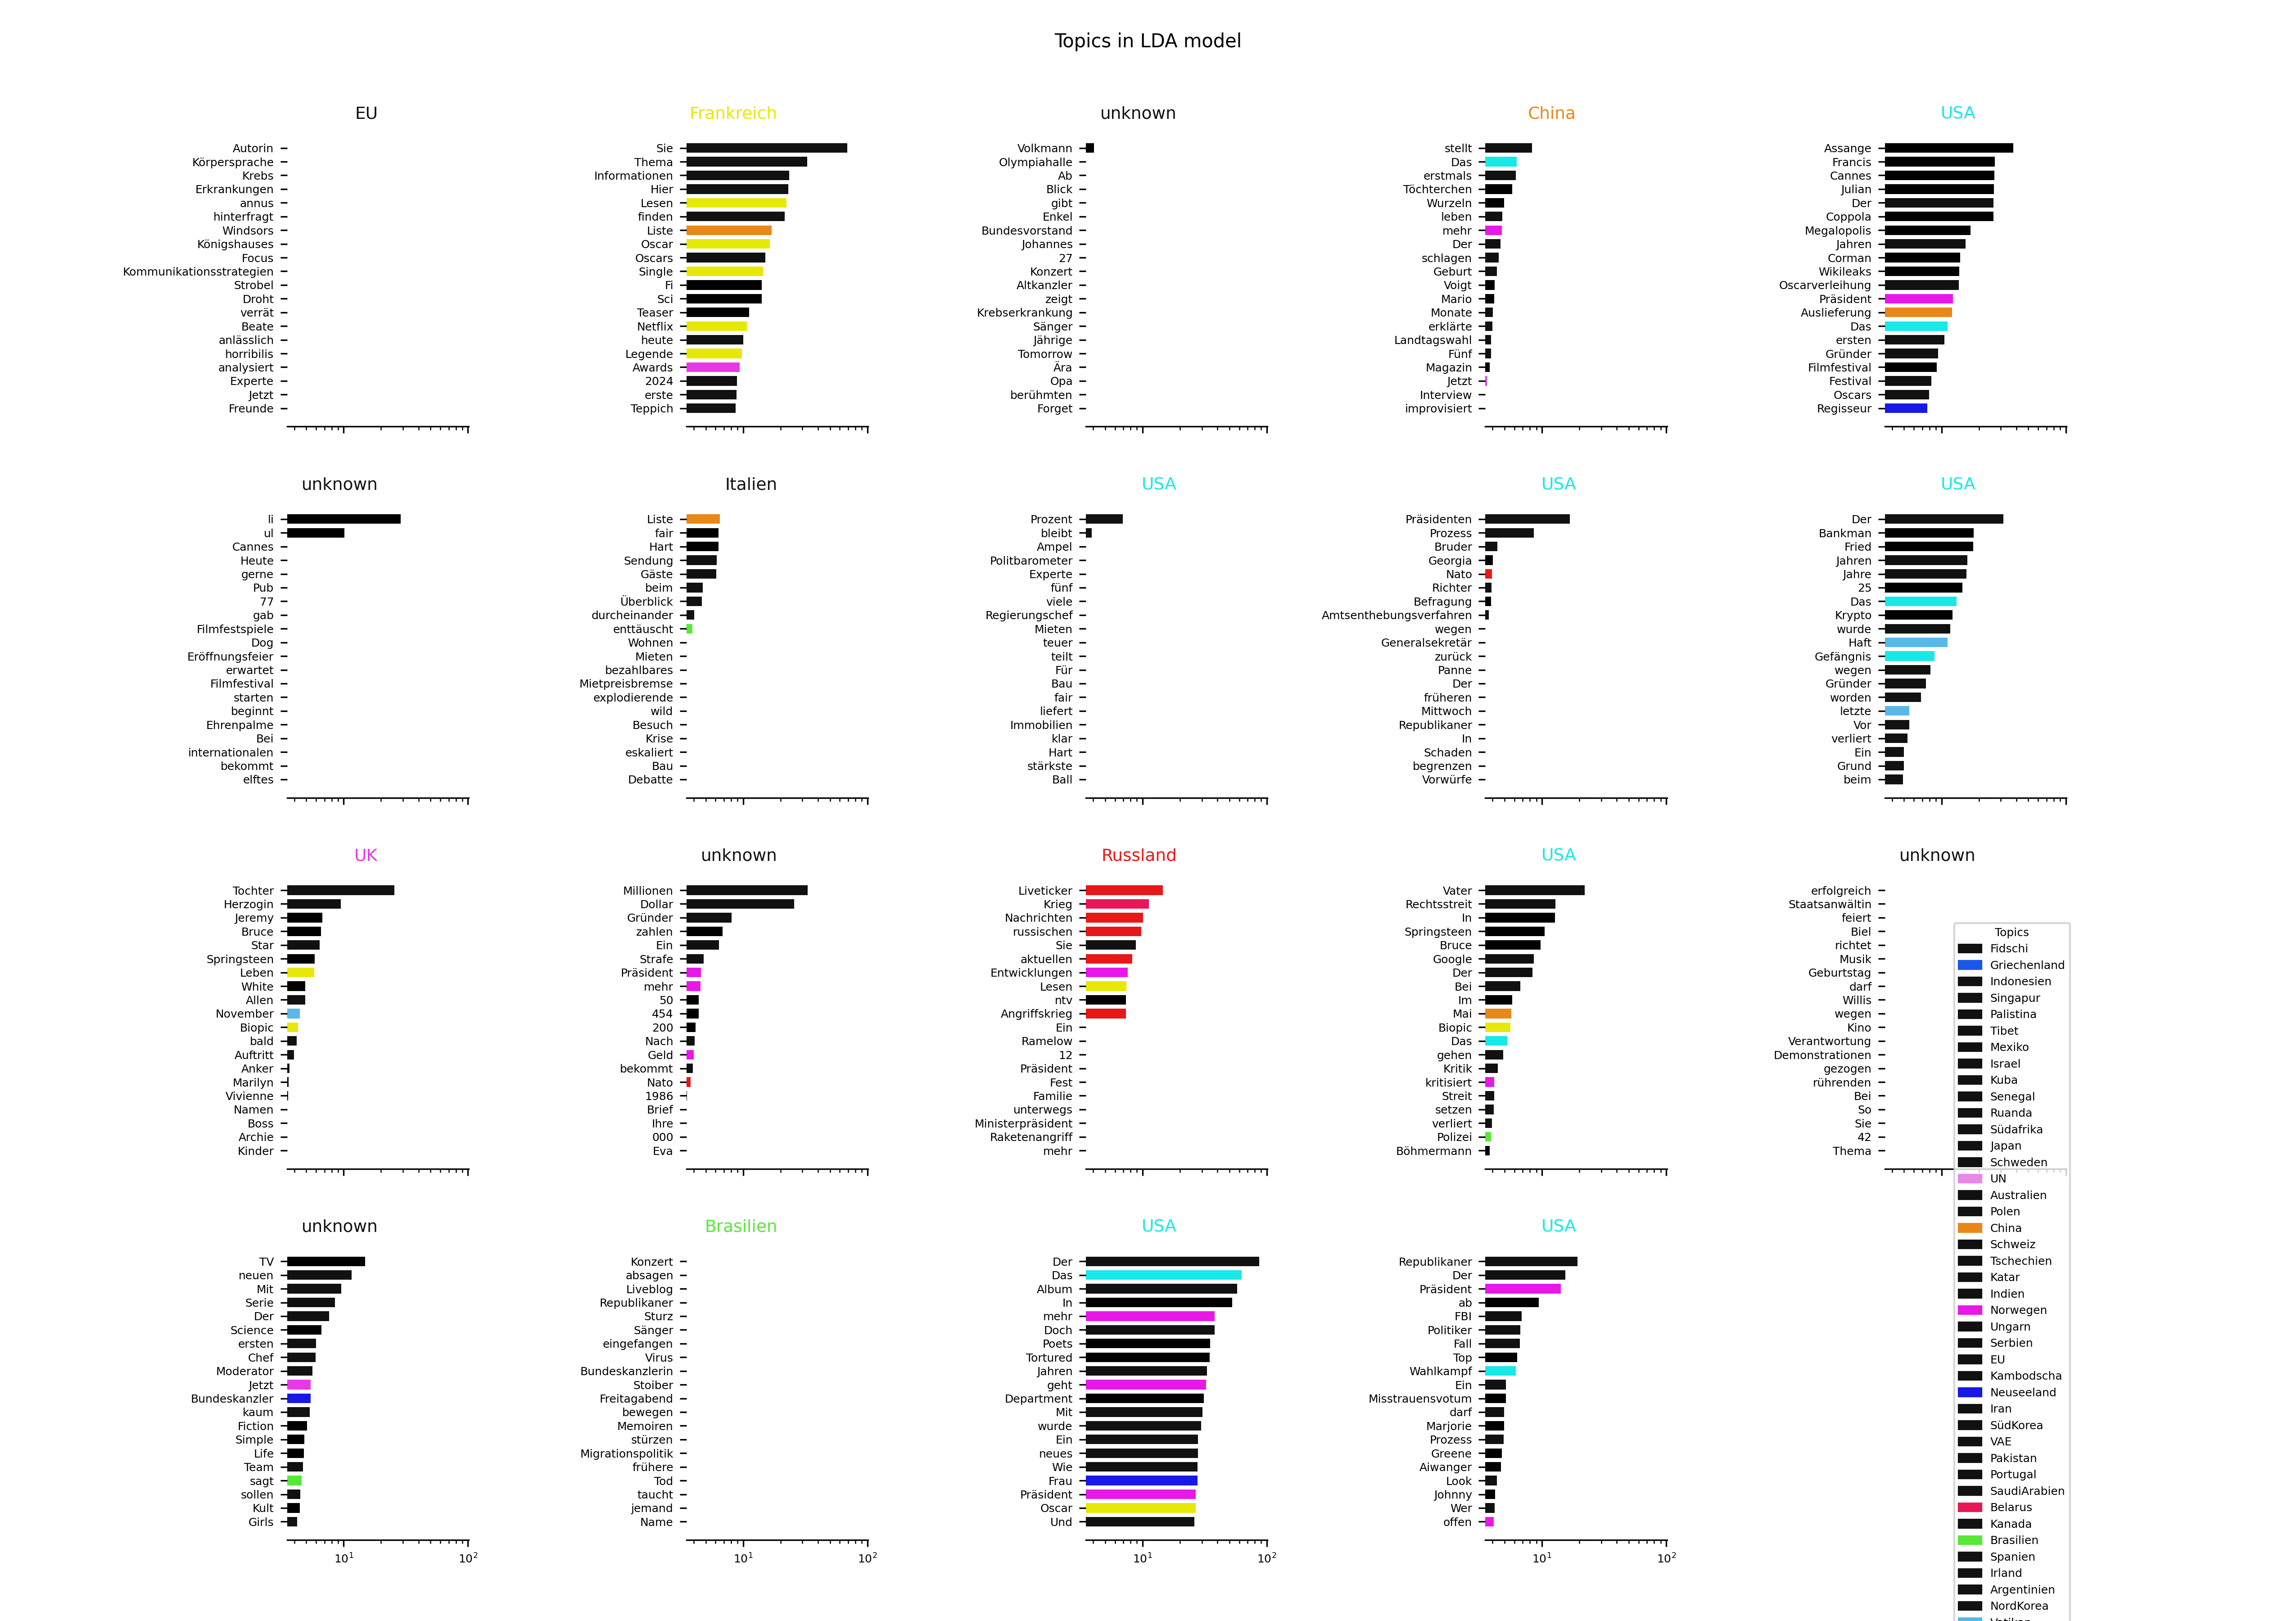 Topics in LDA model
EU
Autorin
Körpersprache
Krebs
Erkrankungen
annus
hinterfragt
Windsors
Königshauses
Focus
Kommunikationsstrategien
Strobel
Droht
verrät
Beate
anlässlich
horribilis
analysiert
Experte
Jetzt
Freunde
Frankreich
Sie
Thema
Informationen
Hier
Lesen
finden
Liste
Oscar
Oscars
Single
Fi
Sci
Teaser
Netflix
heute
Legende
Awards
2024
erste
Teppich
unknown
Volkmann
Olympiahalle
Ab
Blick
gibt
Enkel
Bundesvorstand
Johannes
27
Konzert
Altkanzler
zeigt
Krebserkrankung
Sänger
Jährige
Tomorrow
Ära
Opa
berühmten
Forget
China
stellt
Das
erstmals
Töchterchen
Wurzeln
leben
mehr
Der
schlagen
Geburt
Voigt
Mario
Monate
erklärte
Landtagswahl
Fünf
Magazin
Jetzt
Interview
improvisiert
USA
Assange
Francis
Cannes
Julian
Der
Coppola
Megalopolis
Jahren
Corman
Wikileaks
Oscarverleihung
Präsident
Auslieferung
Das
ersten
Gründer
Filmfestival
Festival
Oscars
Regisseur
unknown
li
ul
Cannes
Heute
gerne
Pub
77
gab
Filmfestspiele
Dog
Eröffnungsfeier
erwartet
Filmfestival
starten
beginnt
Ehrenpalme
Bei
internationalen
bekommt
elftes
Italien
Liste
fair
Hart
Sendung
Gäste
beim
Überblick
durcheinander
enttäuscht
Wohnen
Mieten
bezahlbares
Mietpreisbremse
explodierende
wild
Besuch
Krise
eskaliert
Bau
Debatte
USA
Prozent
bleibt
Ampel
Politbarometer
Experte
fünf
viele
Regierungschef
Mieten
teuer
teilt
Für
Bau
fair
liefert
Immobilien
klar
Hart
stärkste
Ball
USA
Präsidenten
Prozess
Bruder
Georgia
Nato
Richter
Befragung
Amtsenthebungsverfahren
wegen
Generalsekretär
zurück
Panne
Der
früheren
Mittwoch
Republikaner
In
Schaden
begrenzen
Vorwürfe
USA
Der
Bankman
Fried
Jahren
Jahre
25
Das
Krypto
wurde
Haft
Gefängnis
wegen
Gründer
worden
letzte
Vor
verliert
Ein
Grund
beim
UK
Tochter
Herzogin
Jeremy
Bruce
Star
Springsteen
Leben
White
Allen
November
Biopic
bald
Auftritt
Anker
Marilyn
Vivienne
Namen
Boss
Archie
Kinder
unknown
Millionen
Dollar
Gründer
zahlen
Ein
Strafe
Präsident
mehr
50
454
200
Nach
Geld
bekommt
Nato
1986
Brief
Ihre
000
Eva
Russland
Liveticker
Krieg
Nachrichten
russischen
Sie
aktuellen
Entwicklungen
Lesen
ntv
Angriffskrieg
Ein
Ramelow
12
Präsident
Fest
Familie
unterwegs
Ministerpräsident
Raketenangriff
mehr
USA
Vater
Rechtsstreit
In
Springsteen
Bruce
Google
Der
Bei
Im
Mai
Biopic
Das
gehen
Kritik
kritisiert
Streit
setzen
verliert
Polizei
Böhmermann
unknown
erfolgreich
Staatsanwältin
feiert
Biel
richtet
Musik
Geburtstag
darf
Willis
wegen
Kino
Verantwortung
Demonstrationen
gezogen
rührenden
Bei
So
Sie
42
Thema
unknown
TV
neuen
Mit
Serie
Der
Science
ersten
Chef
Moderator
Jetzt
Bundeskanzler
kaum
Fiction
Simple
Life
Team
sagt
sollen
Kult
Girls
10¹
10²
Brasilien
Konzert
absagen
Liveblog
Republikaner
Sturz
Sänger
eingefangen
Virus
Bundeskanzlerin
Stoiber
Freitagabend
bewegen
Memoiren
stürzen
Migrationspolitik
frühere
Tod
taucht
jemand
Name
10¹
10²
USA
Der
Das
Album
In
mehr
Doch
Poets
Tortured
Jahren
geht
Department
Mit
wurde
Ein
neues
Wie
Frau
Präsident
Oscar
Und
10¹
10²
USA
Republikaner
Der
Präsident
ab
FBI
Politiker
Fall
Top
Wahlkampf
Ein
Misstrauensvotum
darf
Marjorie
Prozess
Greene
Aiwanger
Look
Johnny
Wer
offen
10¹
10²
Topics
Fidschi
Griechenland
Indonesien
Singapur
Palistina
Tibet
Mexiko
Israel
Kuba
Senegal
Ruanda
Südafrika
Japan
Schweden
UN
Australien
Polen
China
Schweiz
Tschechien
Katar
Indien
Norwegen
Ungarn
Serbien
EU
Kambodscha
Neuseeland
Iran
SüdKorea
VAE
Pakistan
Portugal
SaudiArabien
Belarus
Kanada
Brasilien
Spanien
Irland
Argentinien
NordKorea